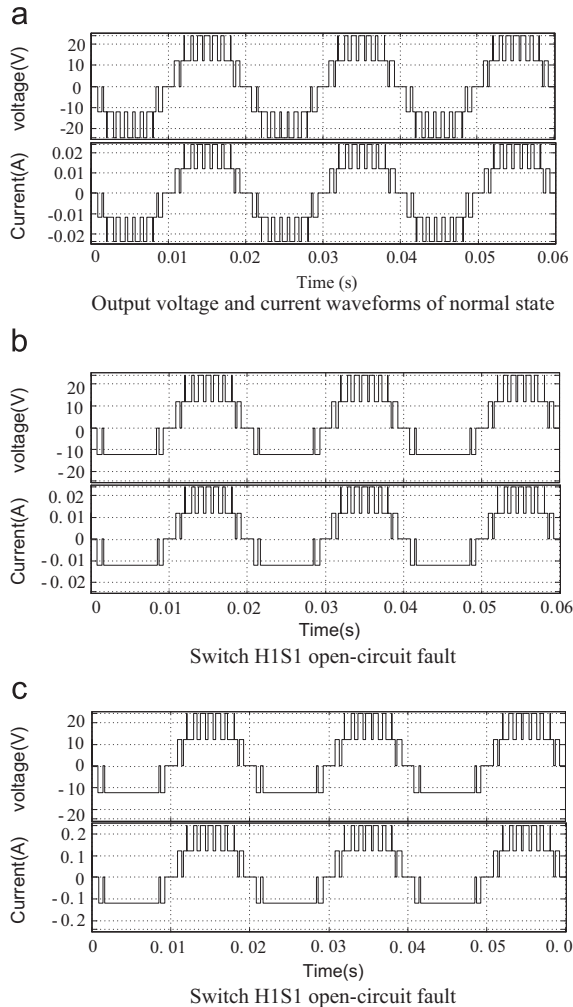 a
voltage(V)
20
10
0
-10
-20
Current(A)
0.02
0.01
0
-0.01
-0.02
0 0.01 0.02 0.03 0.04 0.05 0.06
Time (s)
Output voltage and current waveforms of normal state
b
voltage(V)
20
10
0
-10
-20
Current(A)
0. 02
0. 01
0
-0. 01
-0. 02
0 0.01 0.02 0.03 0.04 0.05 0.06
Time(s)
Switch H1S1 open-circuit fault
c
voltage(V)
20
10
0
-10
-20
Current(A)
0. 2
0. 1
0
-0. 1
-0. 2
0 0. 01 0. 02 0. 03 0. 04 0. 05 0. 0
Time(s)
Switch H1S1 open-circuit fault